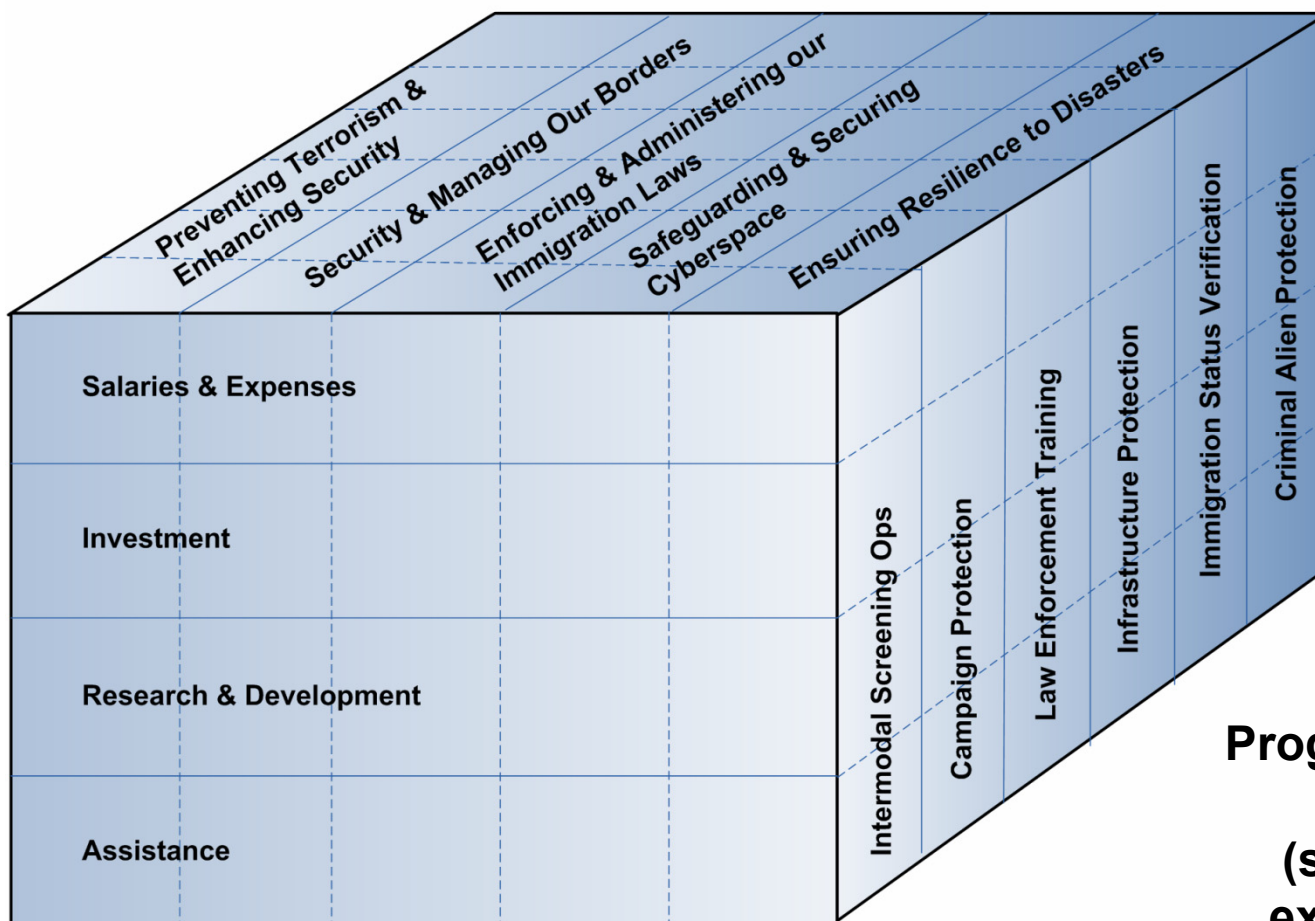 Preventing Terrorism &
Enhancing Security
Security & Managing Our Borders
Enforcing & Administering our
Immigration Laws
Safeguarding & Securing
Cyberspace
Ensuring Resilience to Disasters
Salaries & Expenses
Investment
Research & Development
Assistance
Intermodal Screening Ops
Campaign Protection
Law Enforcement Training
Infrastructure Protection
Immigration Status Verification
Criminal Alien Protection
Prog
(s
ex